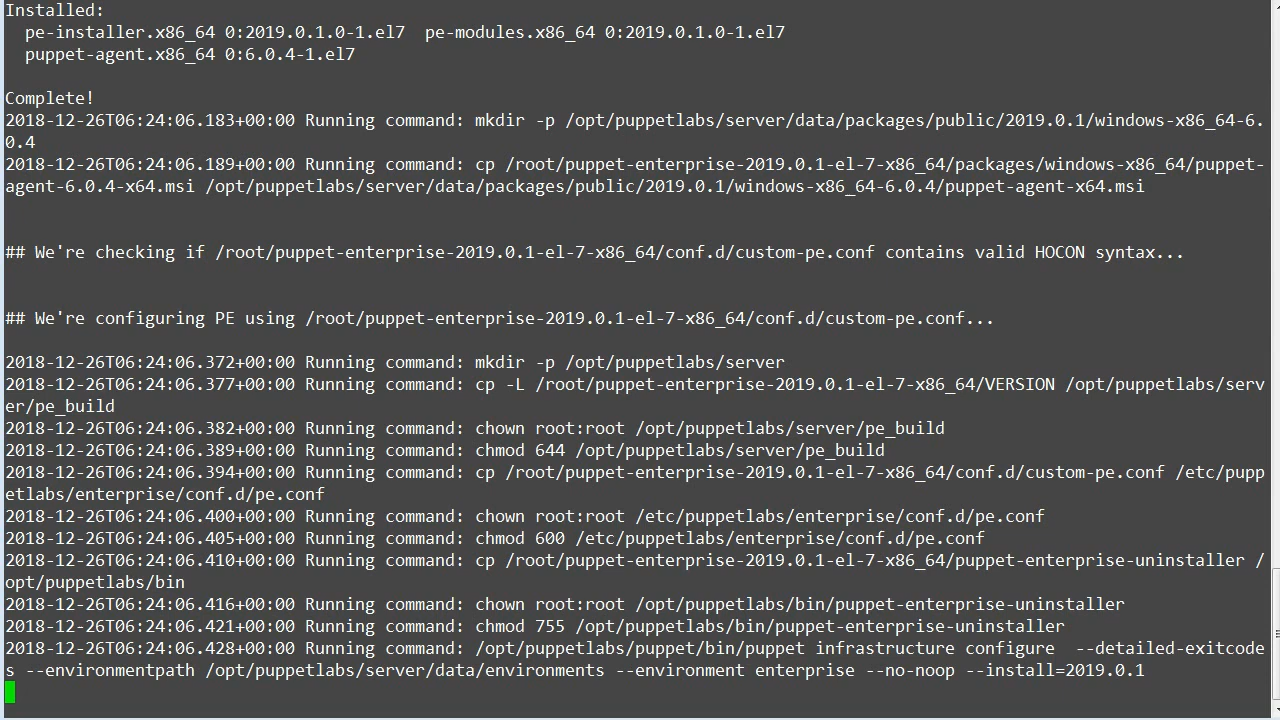 Installed:
  pe-installer.x86_64 0:2019.0.1.0-1.el7  pe-modules.x86_64 0:2019.0.1.0-1.el7
  puppet-agent.x86_64 0:6.0.4-1.el7
Complete!
2018-12-26T06:24:06.183+00:00 Running command: mkdir -p /opt/puppetlabs/server/data/packages/public/2019.0.1/windows-x86_64-6.
0.4
2018-12-26T06:24:06.189+00:00 Running command: cp /root/puppet-enterprise-2019.0.1-el-7-x86_64/packages/windows-x86_64/puppet-
agent-6.0.4-x64.msi /opt/puppetlabs/server/data/packages/public/2019.0.1/windows-x86_64-6.0.4/puppet-agent-x64.msi
## We're checking if /root/puppet-enterprise-2019.0.1-el-7-x86_64/conf.d/custom-pe.conf contains valid HOCON syntax...
## We're configuring PE using /root/puppet-enterprise-2019.0.1-el-7-x86_64/conf.d/custom-pe.conf...
2018-12-26T06:24:06.372+00:00 Running command: mkdir -p /opt/puppetlabs/server
2018-12-26T06:24:06.377+00:00 Running command: cp -L /root/puppet-enterprise-2019.0.1-el-7-x86_64/VERSION /opt/puppetlabs/serv
er/pe_build
2018-12-26T06:24:06.382+00:00 Running command: chown root:root /opt/puppetlabs/server/pe_build
2018-12-26T06:24:06.389+00:00 Running command: chmod 644 /opt/puppetlabs/server/pe_build
2018-12-26T06:24:06.394+00:00 Running command: cp /root/puppet-enterprise-2019.0.1-el-7-x86_64/conf.d/custom-pe.conf /etc/pupp
etlabs/enterprise/conf.d/pe.conf
2018-12-26T06:24:06.400+00:00 Running command: chown root:root /etc/puppetlabs/enterprise/conf.d/pe.conf
2018-12-26T06:24:06.405+00:00 Running command: chmod 600 /etc/puppetlabs/enterprise/conf.d/pe.conf
2018-12-26T06:24:06.410+00:00 Running command: cp /root/puppet-enterprise-2019.0.1-el-7-x86_64/puppet-enterprise-uninstaller /
opt/puppetlabs/bin
2018-12-26T06:24:06.416+00:00 Running command: chown root:root /opt/puppetlabs/bin/puppet-enterprise-uninstaller
2018-12-26T06:24:06.421+00:00 Running command: chmod 755 /opt/puppetlabs/bin/puppet-enterprise-uninstaller
2018-12-26T06:24:06.428+00:00 Running command: /opt/puppetlabs/puppet/bin/puppet infrastructure configure  --detailed-exitcode
s --environmentpath /opt/puppetlabs/server/data/environments --environment enterprise --no-noop --install=2019.0.1